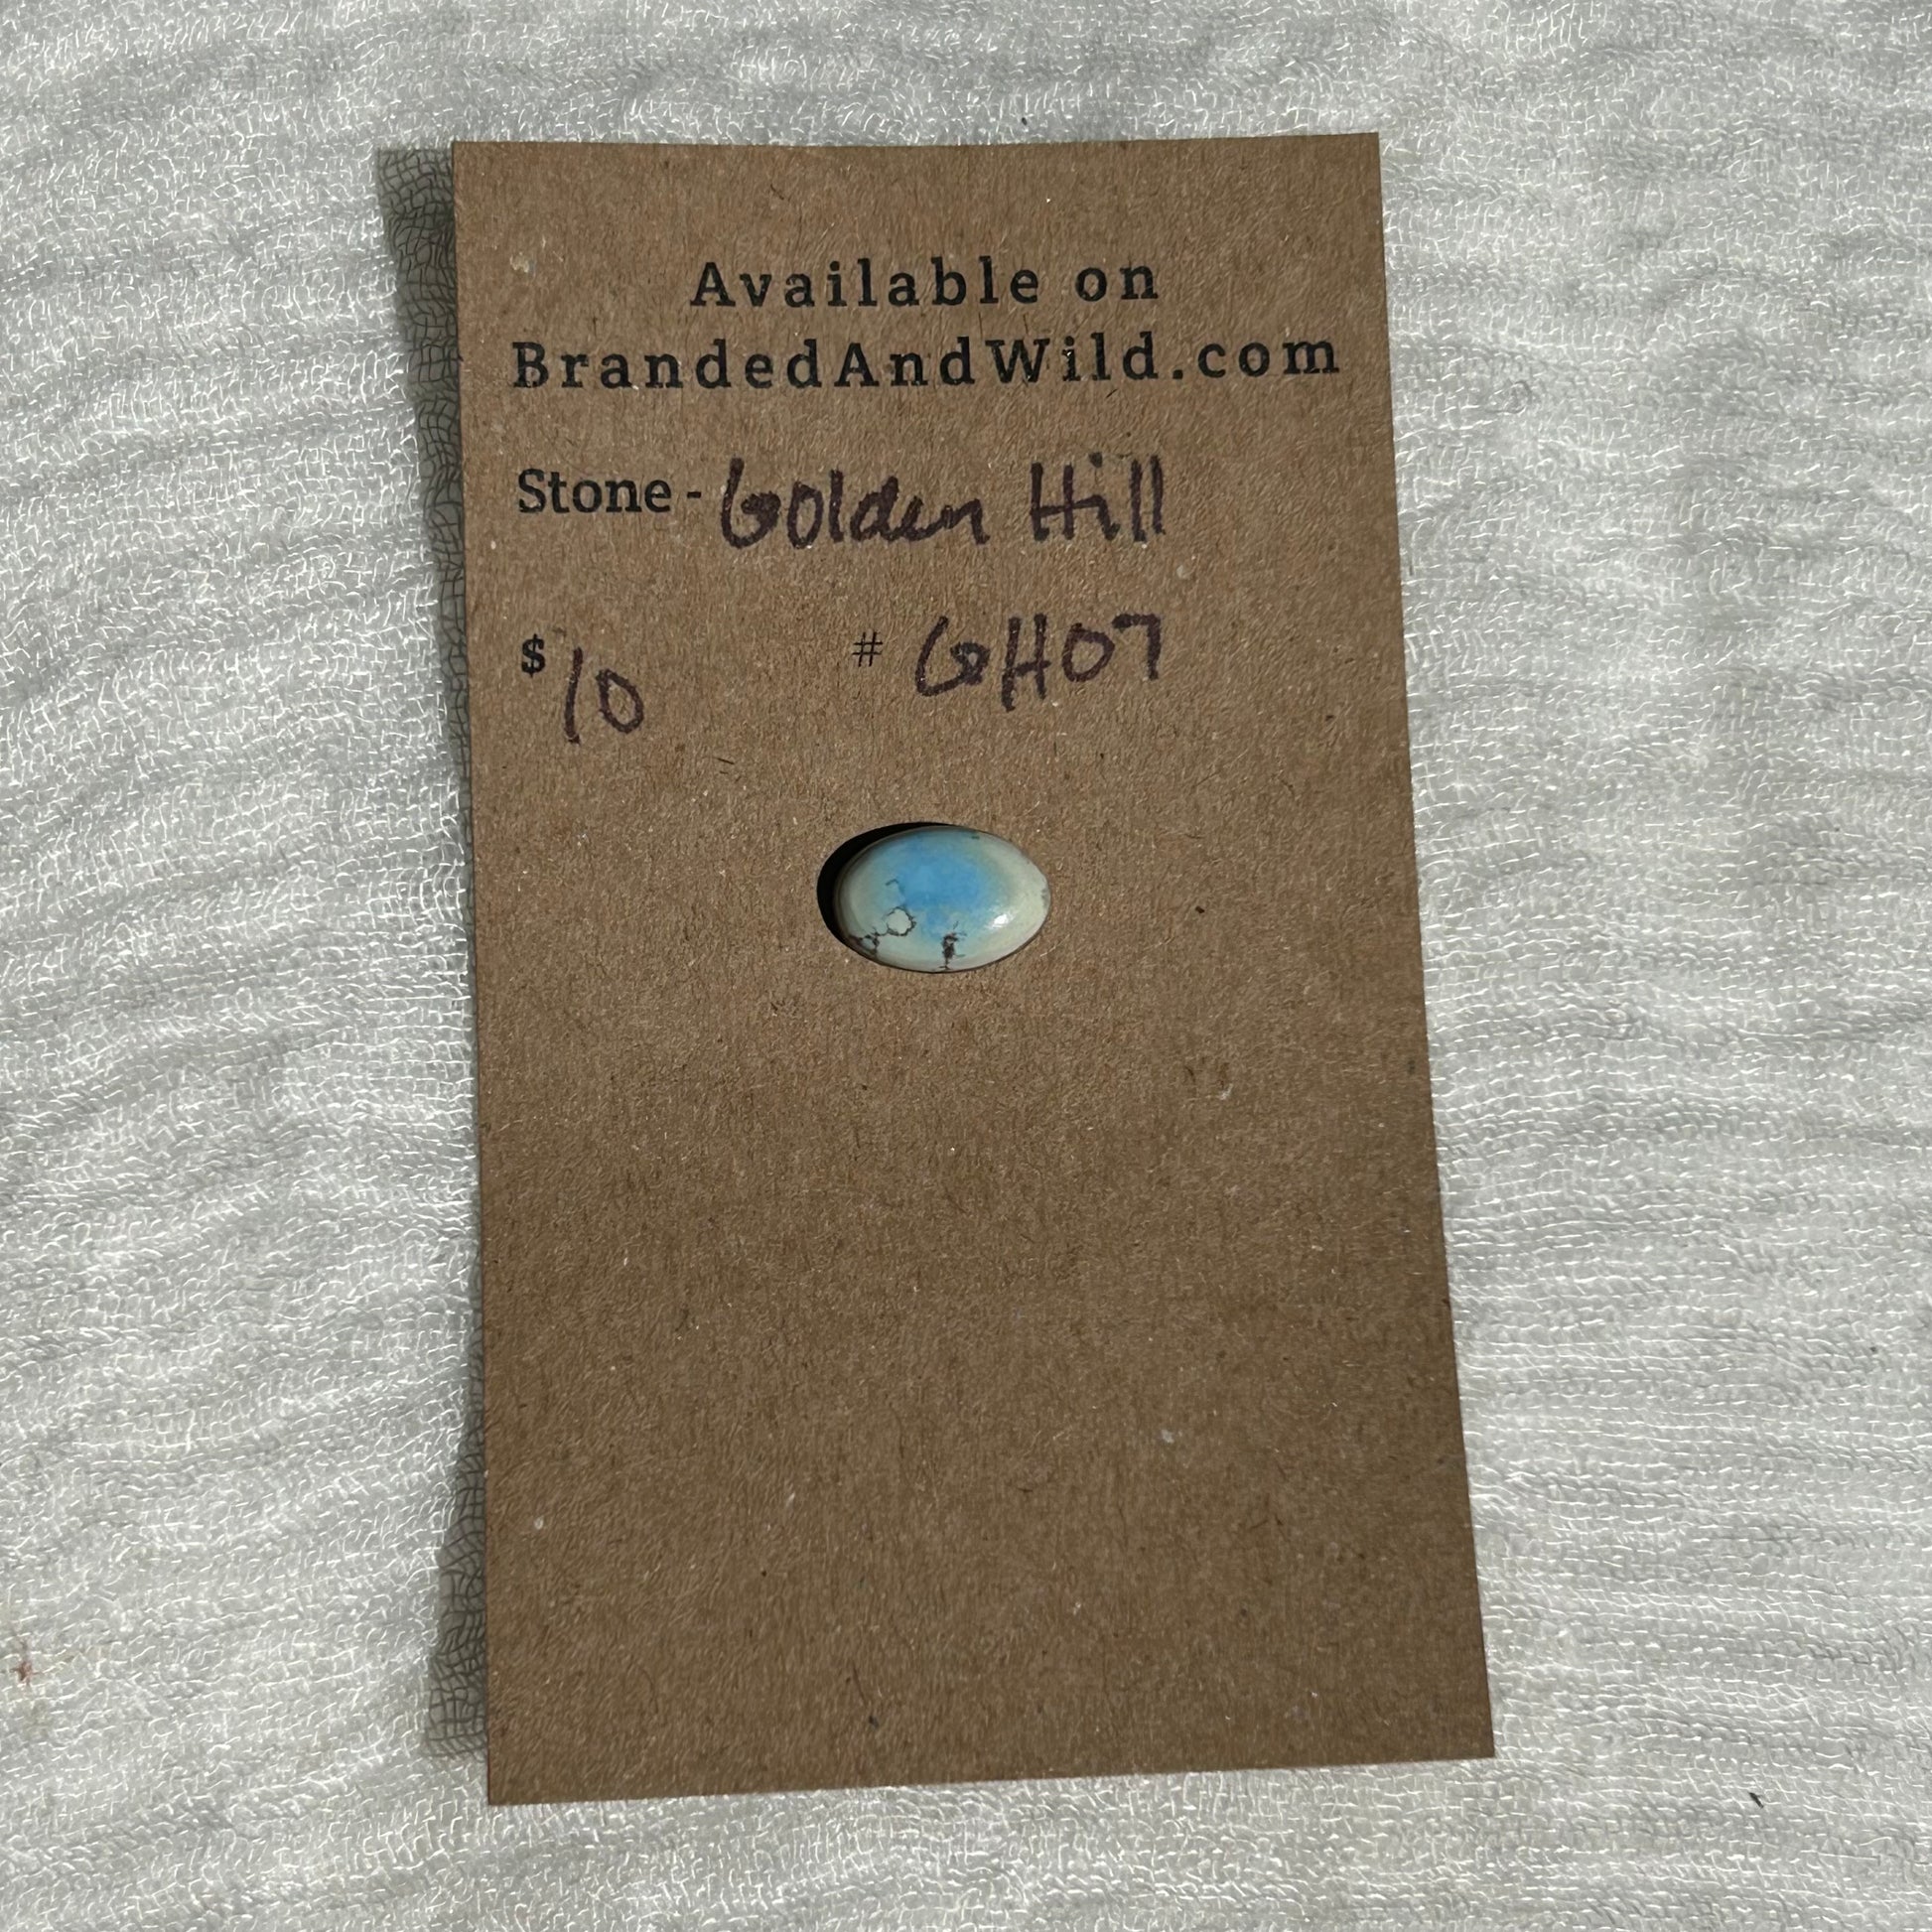 Available on
BrandedAndWild.com
Stone - Golden Hill
$10 # GH07